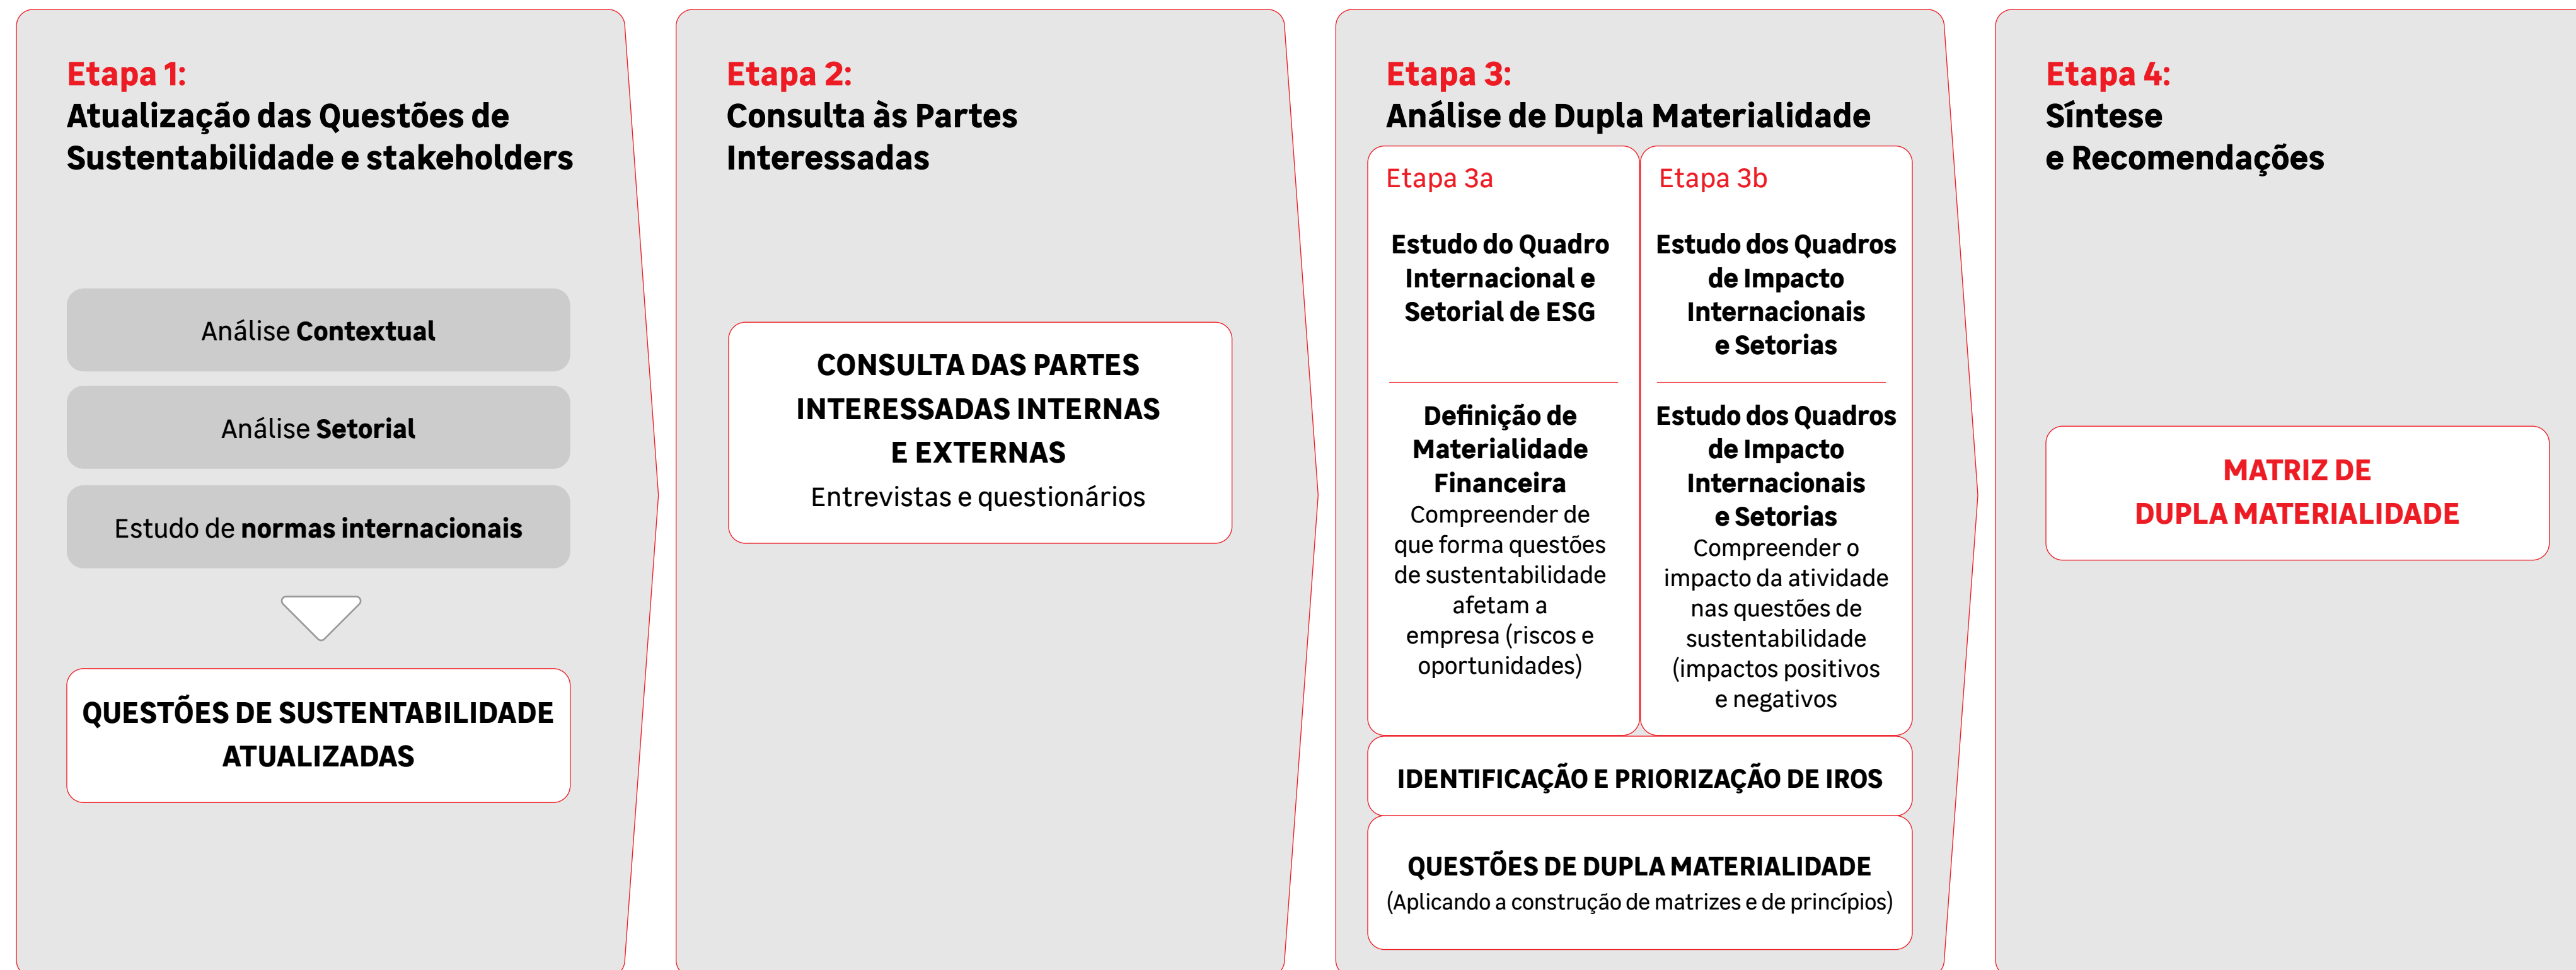 Etapa 1:
Atualização das Questões de
Sustentabilidade e stakeholders
Análise Contextual
Análise Setorial
Estudo de normas internacionais
QUESTÕES DE SUSTENTABILIDADE
ATUALIZADAS
Etapa 2:
Consulta às Partes
Interessadas
CONSULTA DAS PARTES
INTERESSADAS INTERNAS
E EXTERNAS
Entrevistas e questionários
Etapa 3:
Análise de Dupla Materialidade
Etapa 3a
Estudo do Quadro
Internacional e
Setorial de ESG
Definição de
Materialidade
Financeira
Compreender de
que forma questões
de sustentabilidade
afetam a
empresa (riscos e
oportunidades)
Etapa 3b
Estudo dos Quadros
de Impacto
Internacionais
e Setorias
Estudo dos Quadros
de Impacto
Internacionais
e Setorias
Compreender o
impacto da atividade
nas questões de
sustentabilidade
(impactos positivos
e negativos
IDENTIFICAÇÃO E PRIORIZAÇÃO DE IROS
QUESTÕES DE DUPLA MATERIALIDADE
(Aplicando a construção de matrizes e de princípios)
Etapa 4:
Síntese
e Recomendações
MATRIZ DE
DUPLA MATERIALIDADE